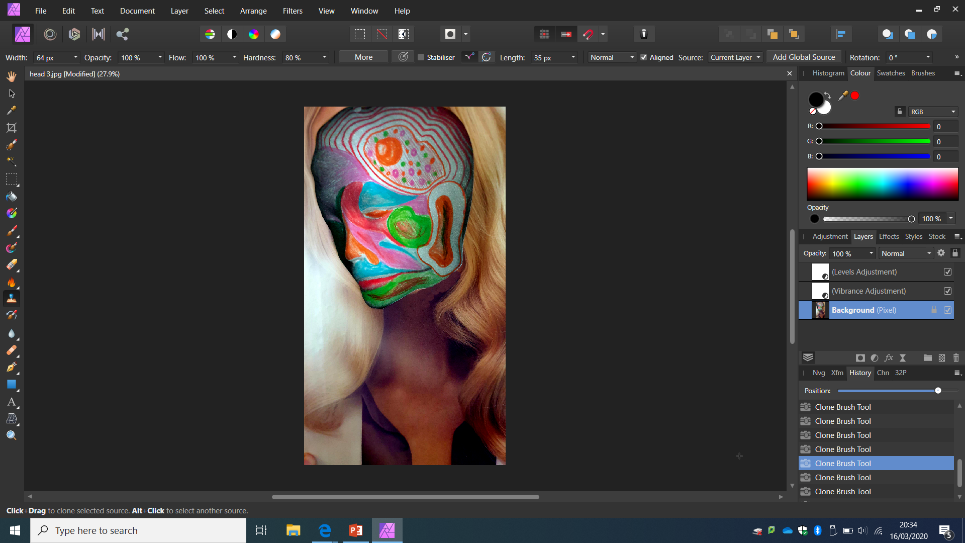 File Edit Text Document Layer Select Arrange Filters View Window Help
Width: 64 px Opacity: 100 % Flow: 100 % Hardness: 80 % More Stabiliser Length: 35 px Normal Aligned Source: Current Layer Add Global Source Rotation: 0 ° »
head 3.jpg [Modified] (27.9%)
Histogram Colour Swatches Brushes
RGB
R: 0
G: 0
B: 0
Opacity
100 %
Adjustment Layers Effects Styles Stock
Opacity: 100 % Normal
(Levels Adjustment)
(Vibrance Adjustment)
Background (Pixel)
Nvg Xfm History Chn 32P
Position:
Clone Brush Tool
Clone Brush Tool
Clone Brush Tool
Clone Brush Tool
Clone Brush Tool
Clone Brush Tool
Clone Brush Tool
Click+Drag to clone selected source. Alt+Click to select another source.
Type here to search
20:34
16/03/2020
5